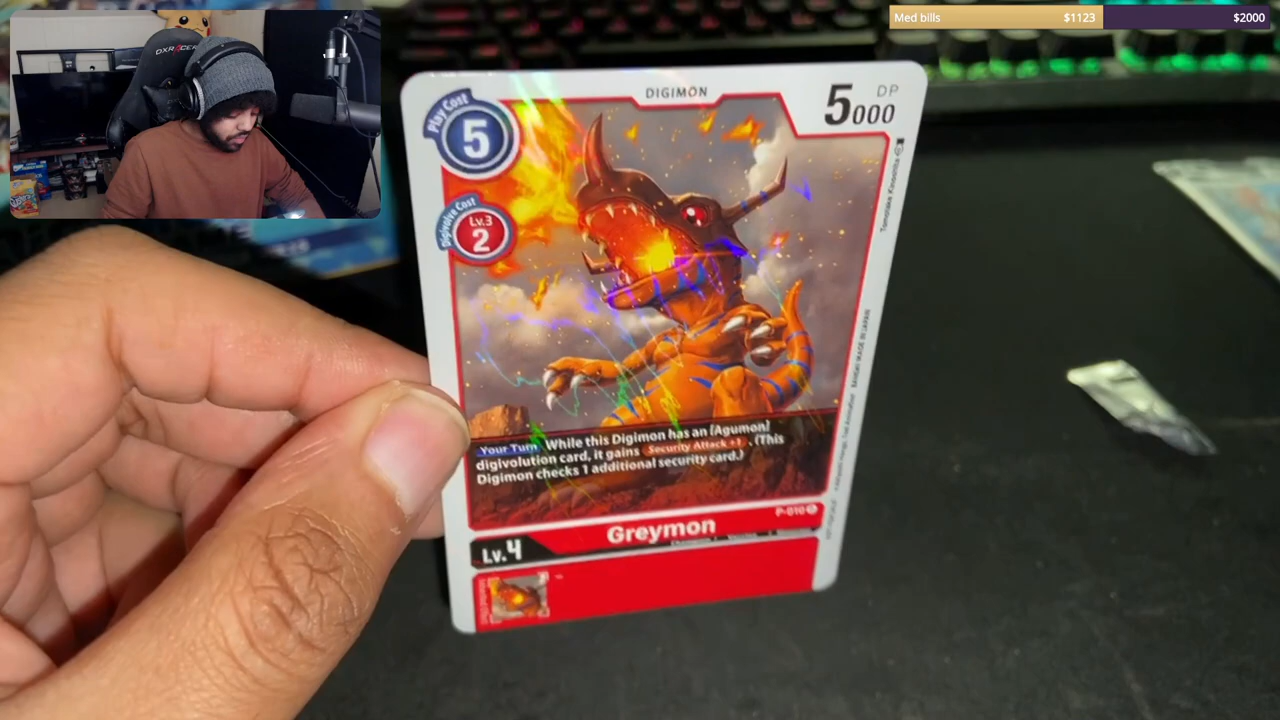 Med bills $1123 $2000
DXRACER
DIGIMON
Play Cost
5
DP
5000
Digivolve Cost
Lv.3
2
Your Turn While this Digimon has an [Agumon]
digivolution card, it gains Security Attack +1. (This
Digimon checks 1 additional security card.)
P-010
Greymon
Lv.4